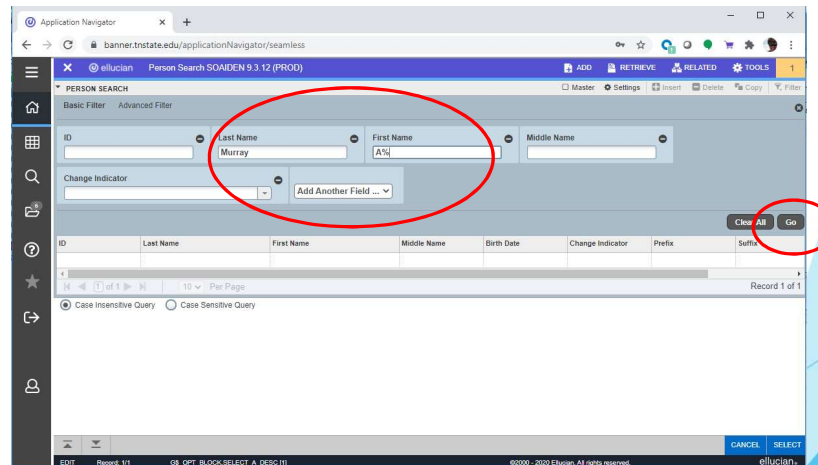 Application Navigator
banner.tnstate.edu/applicationNavigator/seamless
ellucian Person Search SOAIDEN 9.3.12 (PROD) ADD RETRIEVE RELATED TOOLS 1
PERSON SEARCH Master Settings Insert Delete Copy Filter
Basic Filter Advanced Filter
ID Last Name First Name Middle Name
Murray A%
Change Indicator
Add Another Field ...
Clear All Go
ID Last Name First Name Middle Name Birth Date Change Indicator Prefix Suffix
1 of 1 10 Per Page Record 1 of 1
Case Insensitive Query Case Sensitive Query
6
CANCEL SELECT
EDIT Record: 1/1 G$_OPT_BLOCK.SELECT_A_DESC [1] ©2000 - 2020 Ellucian. All rights reserved. ellucian.